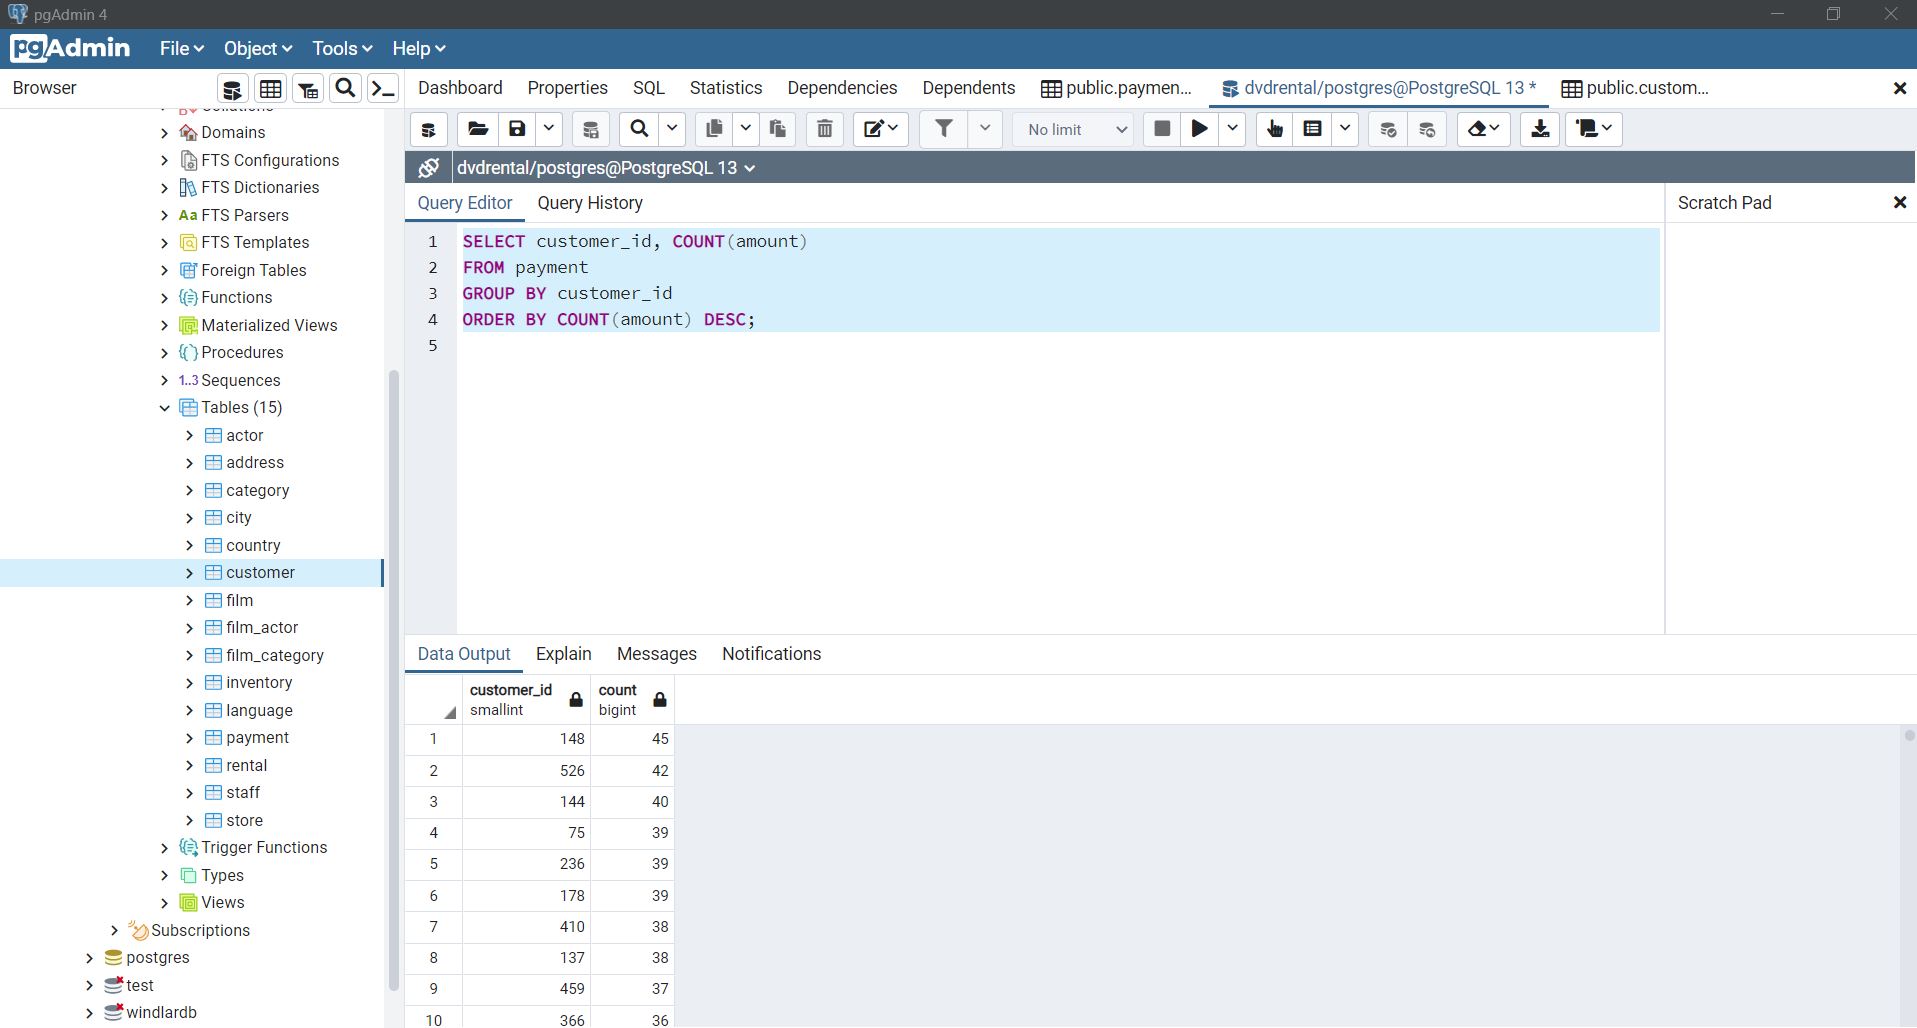 pgAdmin 4
pgAdmin File Object Tools Help
Browser
Dashboard Properties SQL Statistics Dependencies Dependents public.paymen... dvdrental/postgres@PostgreSQL 13 * public.custom...
No limit
dvdrental/postgres@PostgreSQL 13
Query Editor Query History
Scratch Pad
1 SELECT customer_id, COUNT(amount)
2 FROM payment
3 GROUP BY customer_id
4 ORDER BY COUNT(amount) DESC;
5
Domains
FTS Configurations
FTS Dictionaries
Aa FTS Parsers
FTS Templates
Foreign Tables
Functions
Materialized Views
Procedures
1..3 Sequences
Tables (15)
actor
address
category
city
country
customer
film
film_actor
film_category
inventory
language
payment
rental
staff
store
Trigger Functions
Types
Views
Subscriptions
postgres
test
windlardb
Data Output Explain Messages Notifications
customer_id count
smallint bigint
1 148 45
2 526 42
3 144 40
4 75 39
5 236 39
6 178 39
7 410 38
8 137 38
9 459 37
10 366 36